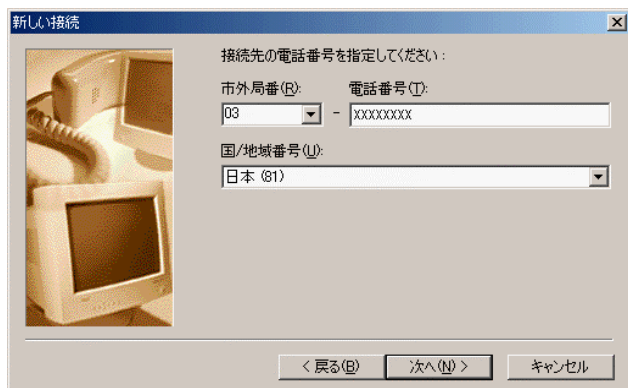 新しい接続
接続先の電話番号を指定してください :
市外局番(R): 電話番号(T):
03 - XXXXXXXX
国/地域番号(U):
日本 (81)
< 戻る(B) 次へ(N) > キャンセル